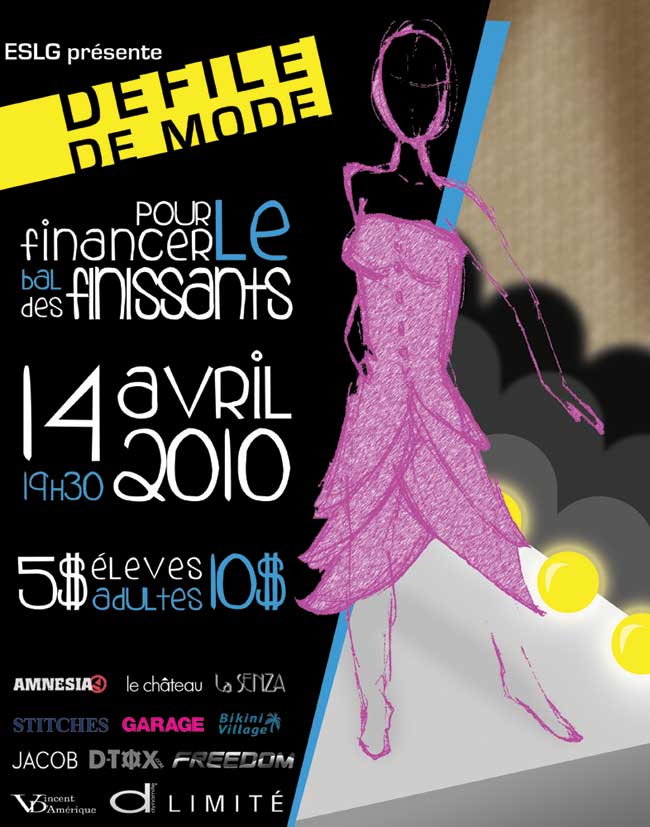 ESLG présente
DEFILE
DE MODE
POUR
financer Le
bal
des finissants
14 avril
19H30 2010
5$ éleves
adultes 10$
AMNESIA le château La SENZA
STITCHES GARAGE Bikini Village
JACOB D-TOX FREEDOM
Vincent D'Amérique d LIMITÉ